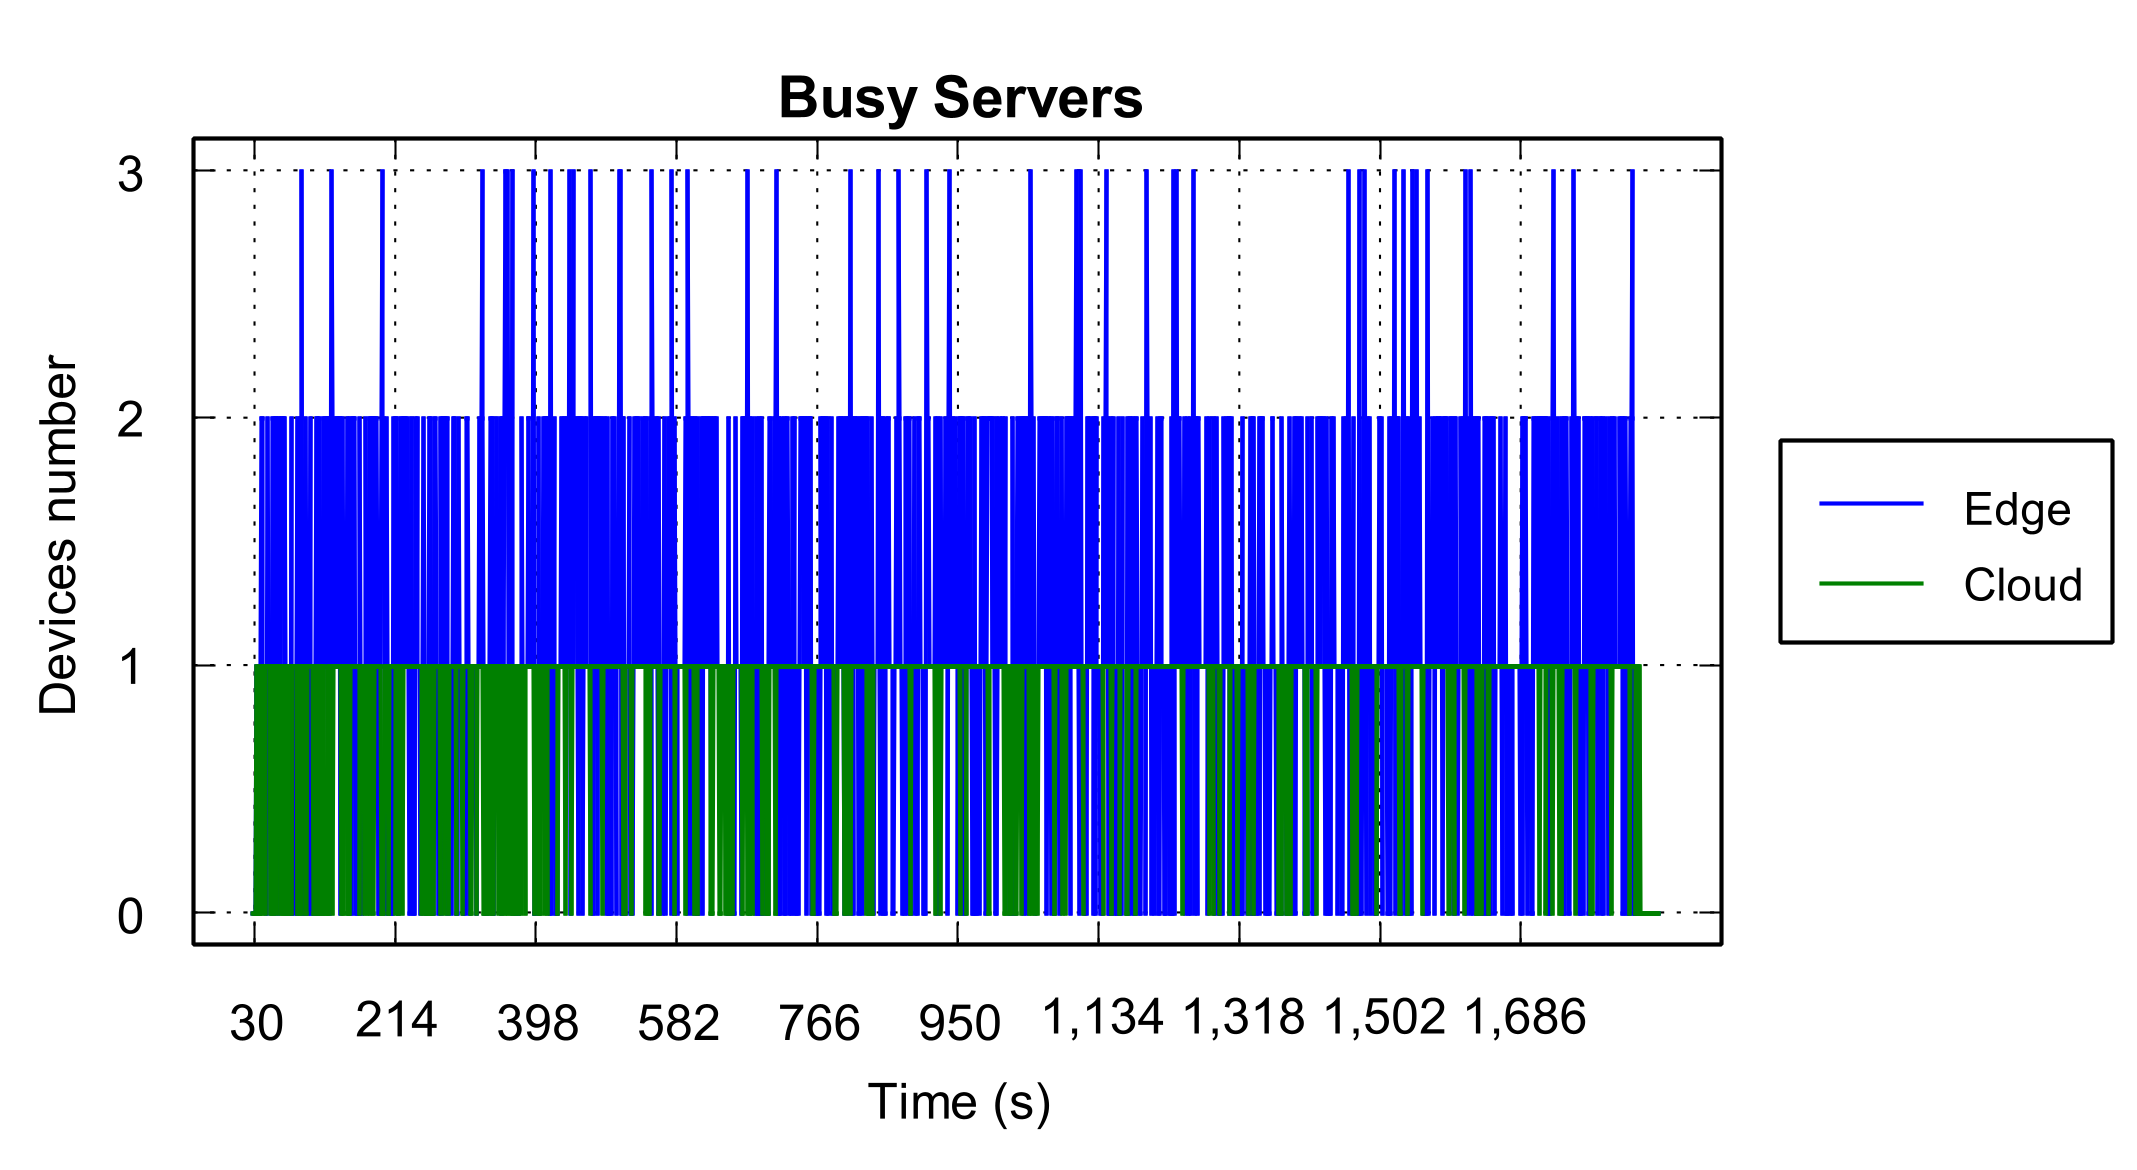 Busy Servers
3
2
1
0
Devices number
30 214 398 582 766 950 1,134 1,318 1,502 1,686
Time (s)
Edge
Cloud